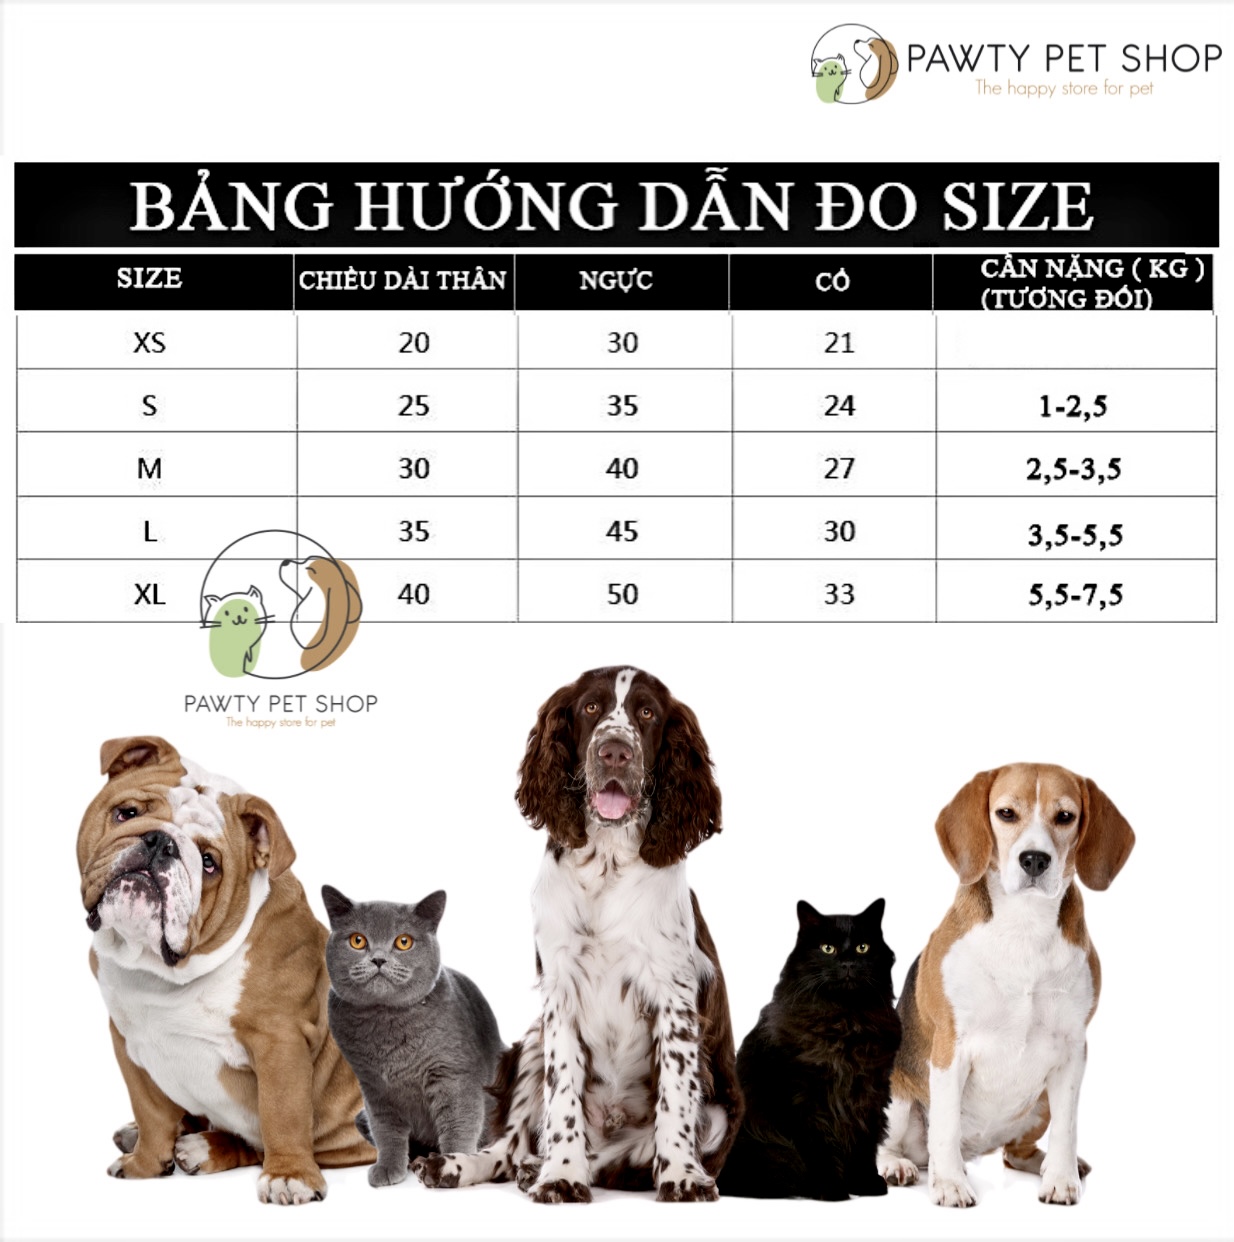 PAWTY PET SHOP
The happy store for pet
BẢNG HƯỚNG DẪN ĐO SIZE
SIZE CHIỀU DÀI THÂN NGỰC CỔ CÂN NẶNG ( KG )
(TƯƠNG ĐỐI)
XS 20 30 21
S 25 35 24 1-2,5
M 30 40 27 2,5-3,5
L 35 45 30 3,5-5,5
XL 40 50 33 5,5-7,5
PAWTY PET SHOP
The happy store for pet